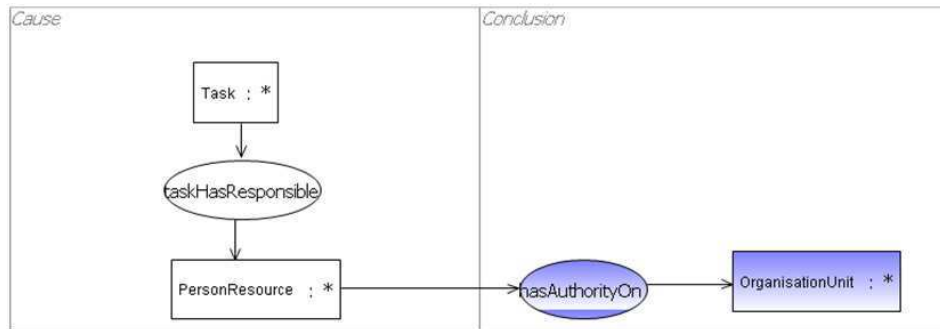 Cause
Conclusion
Task : *
taskHasResponsible
PersonResource : *
hasAuthorityOn
OrganisationUnit : *